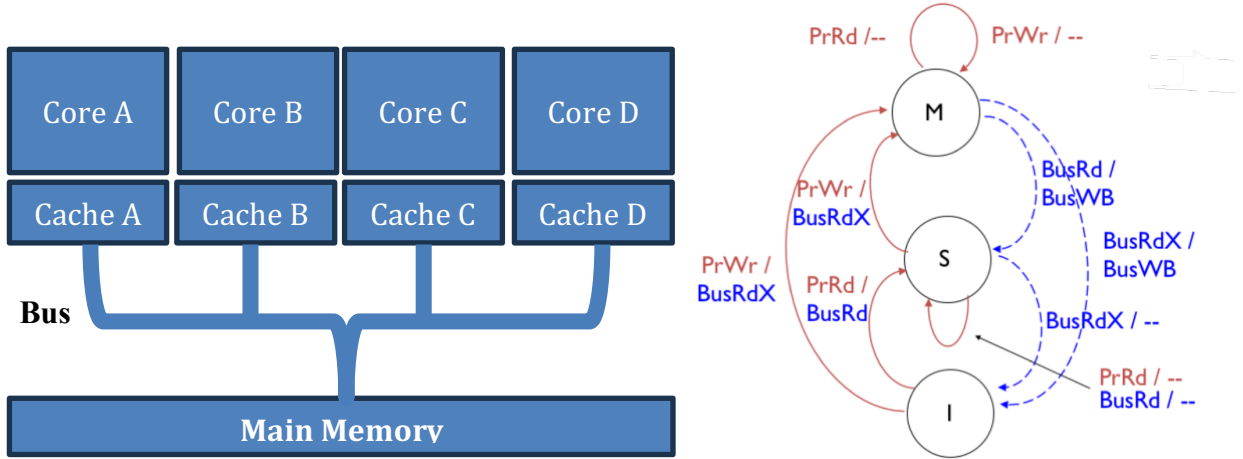 Core A
Core B
Core C
Core D
Cache A
Cache B
Cache C
Cache D
Bus
Main Memory
PrRd /--
PrWr / --
M
PrWr /
BusRdX
BusRd /
BusWB
S
PrWr /
BusRdX
PrRd /
BusRd
BusRdX /
BusWB
BusRdX / --
PrRd / --
BusRd / --
I